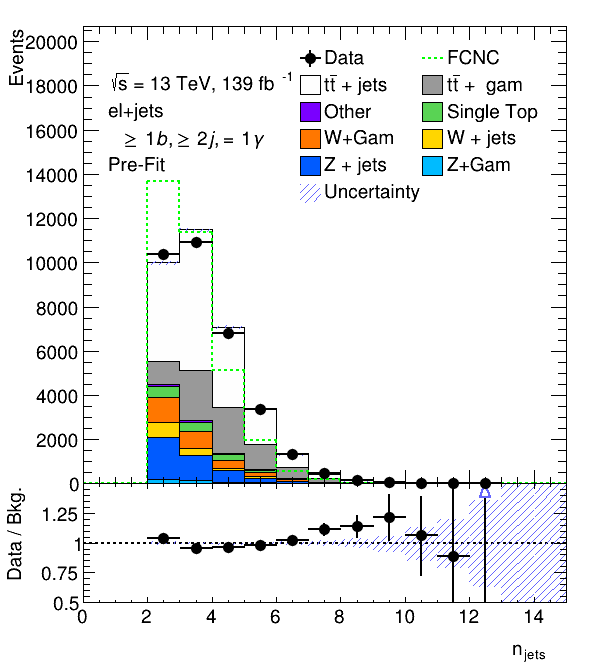 Events
20000
18000
16000
14000
12000
10000
8000
6000
4000
2000
0
√s = 13 TeV, 139 fb⁻¹
el+jets
≥ 1b, ≥ 2j, = 1γ
Pre-Fit
Data
FCNC
tt̄ + jets
tt̄ + gam
Other
Single Top
W+Gam
W + jets
Z + jets
Z+Gam
Uncertainty
Data / Bkg.
1.25
1
0.75
0.5
0 2 4 6 8 10 12 14
n_jets